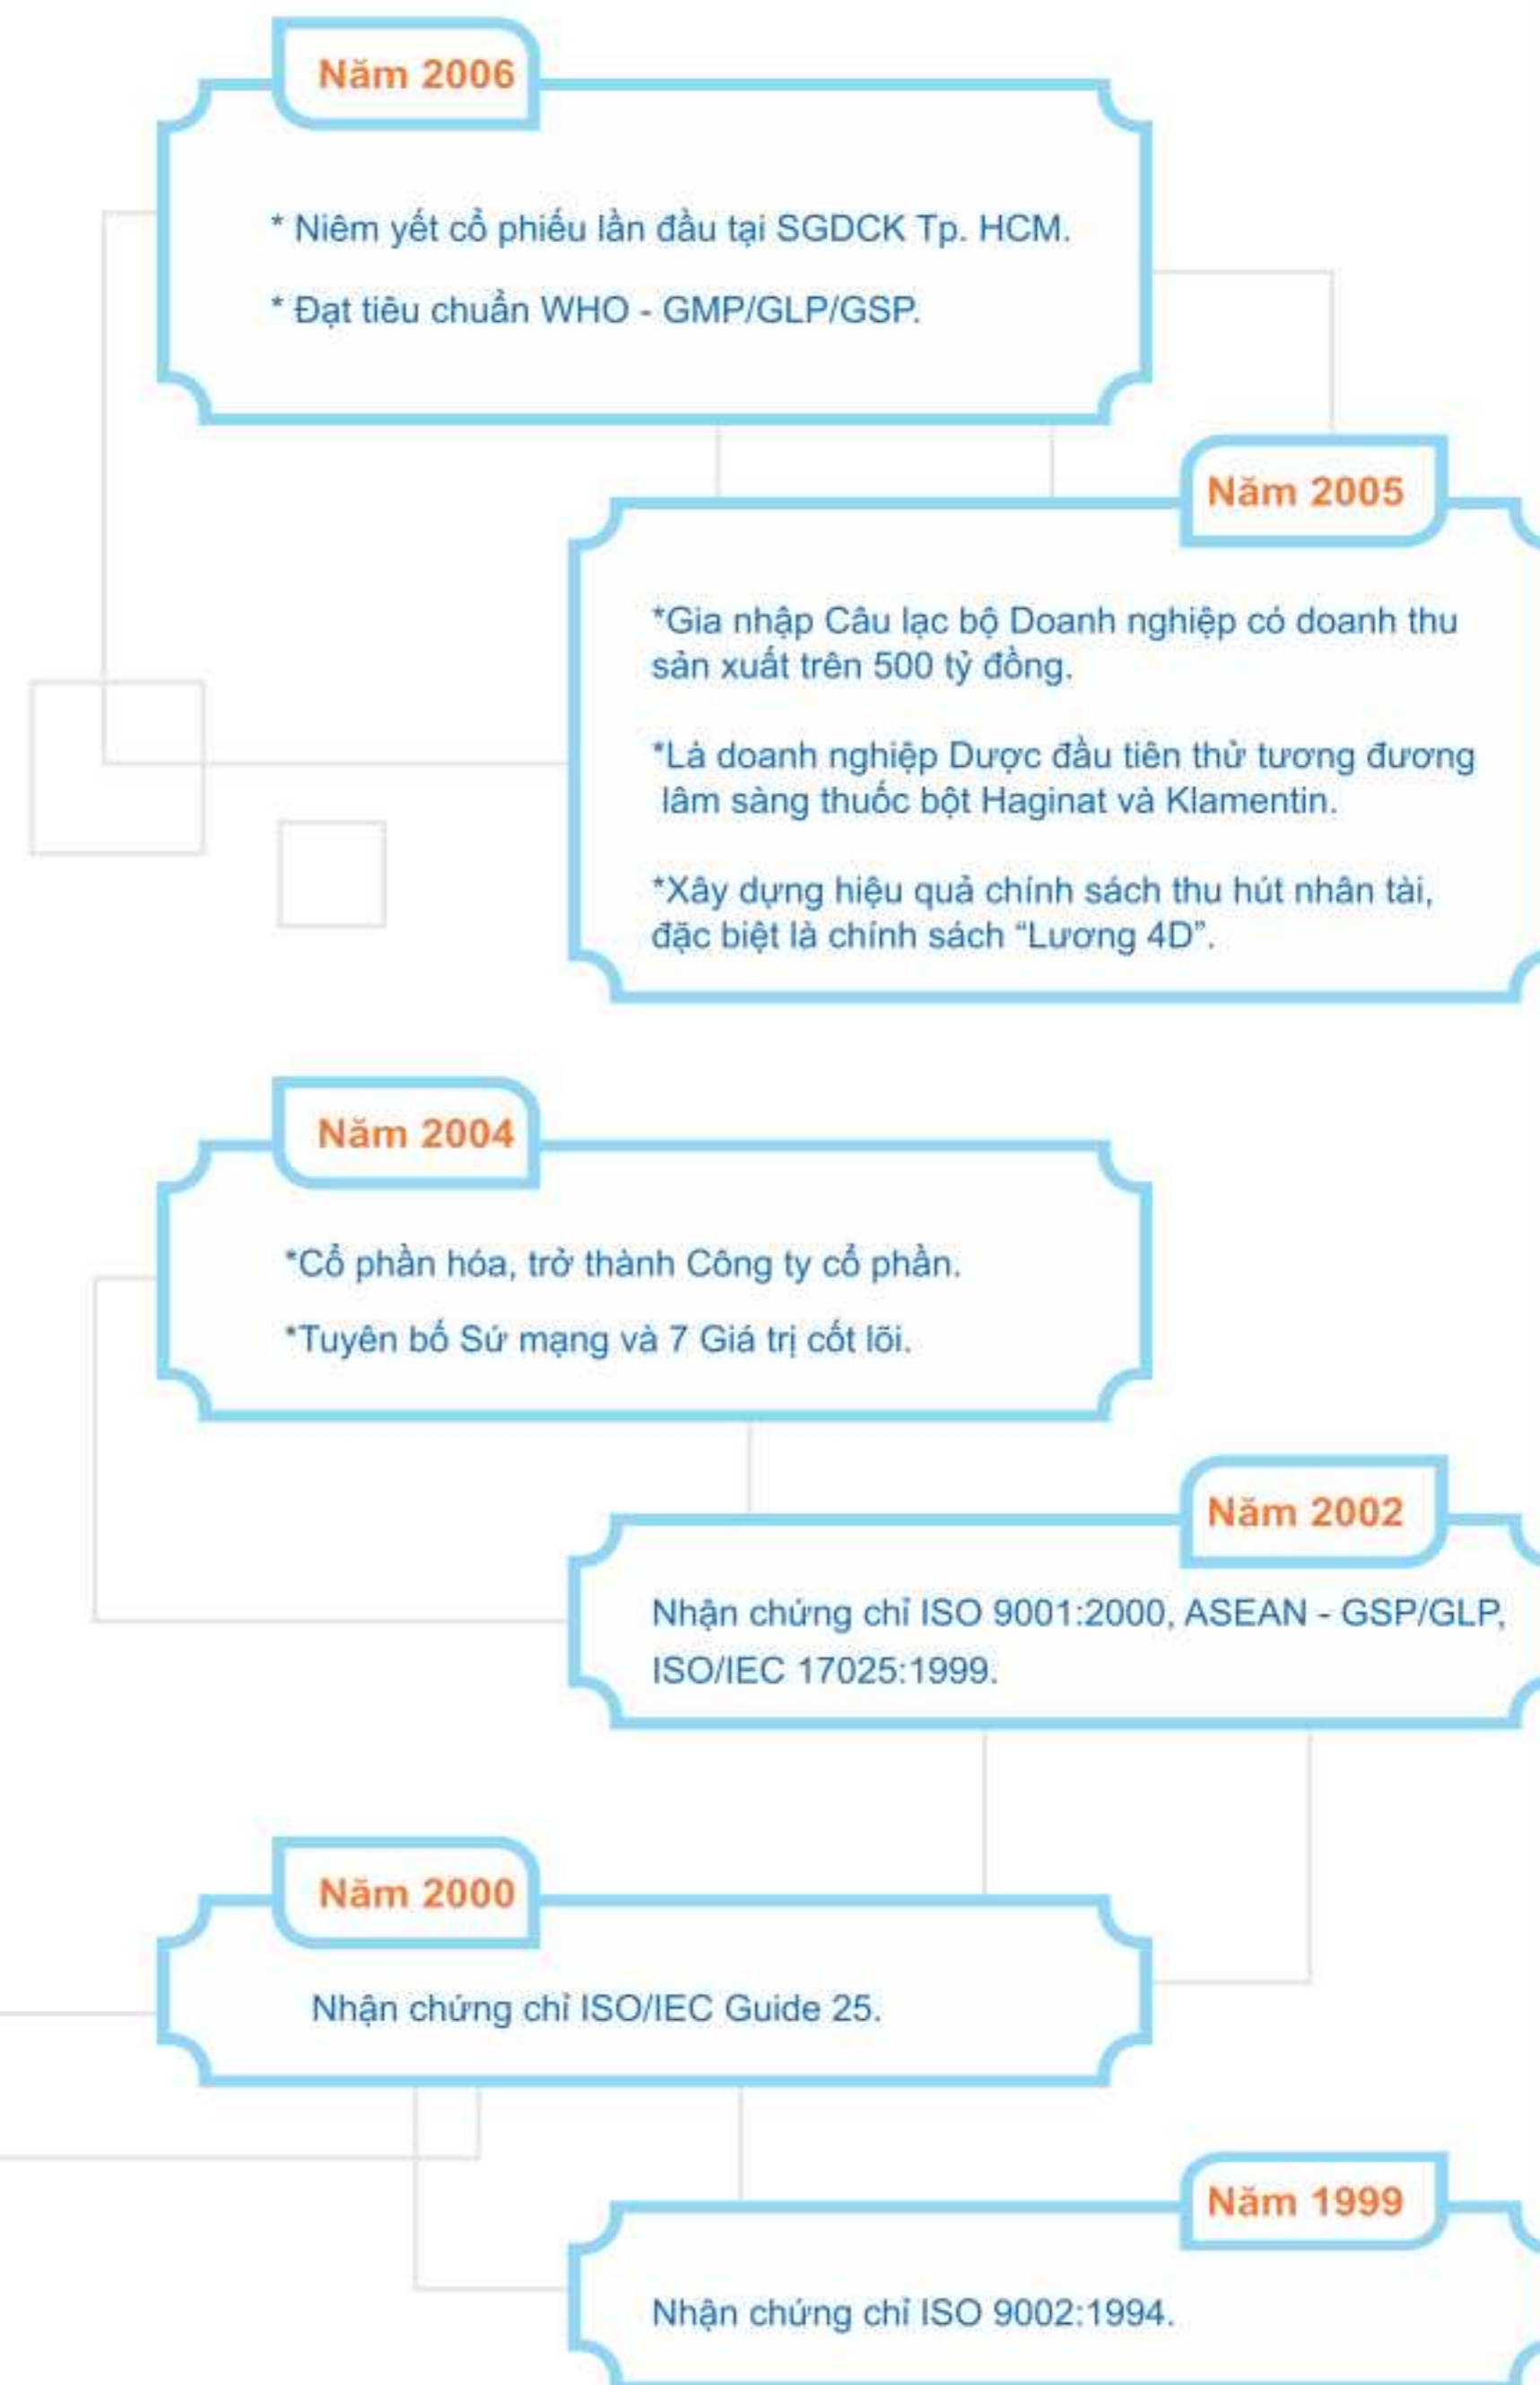 Năm 2006
* Niêm yết cổ phiếu lần đầu tại SGDCK Tp. HCM.
* Đạt tiêu chuẩn WHO - GMP/GLP/GSP.
Năm 2005
*Gia nhập Câu lạc bộ Doanh nghiệp có doanh thu
sản xuất trên 500 tỷ đồng.
*Là doanh nghiệp Dược đầu tiên thử tương đương
lâm sàng thuốc bột Haginat và Klamentin.
*Xây dựng hiệu quả chính sách thu hút nhân tài,
đặc biệt là chính sách “Lương 4D”.
Năm 2004
*Cổ phần hóa, trở thành Công ty cổ phần.
*Tuyên bố Sứ mạng và 7 Giá trị cốt lõi.
Năm 2002
Nhận chứng chỉ ISO 9001:2000, ASEAN - GSP/GLP,
ISO/IEC 17025:1999.
Năm 2000
Nhận chứng chỉ ISO/IEC Guide 25.
Năm 1999
Nhận chứng chỉ ISO 9002:1994.